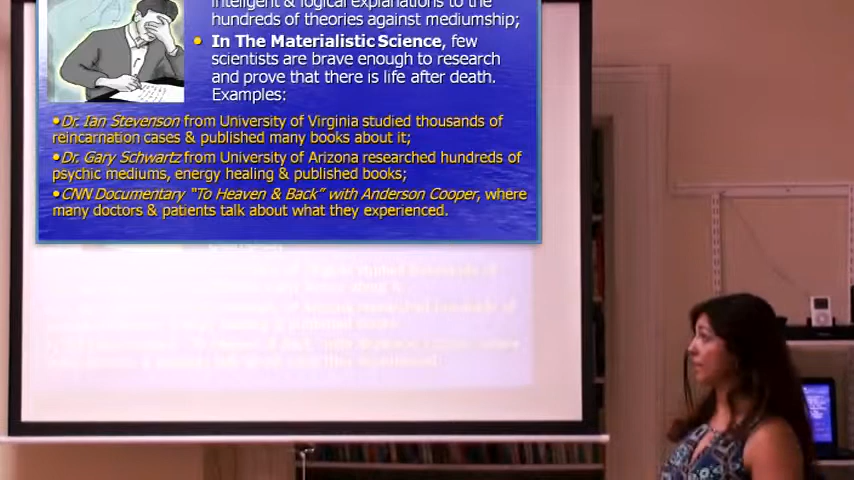 inteligent & logical explanations to the
hundreds of theories against mediumship;
• In The Materialistic Science, few
scientists are brave enough to research
and prove that there is life after death.
Examples:
•Dr. Ian Stevenson from University of Virginia studied thousands of
reincarnation cases & published many books about it;
•Dr. Gary Schwartz from University of Arizona researched hundreds of
psychic mediums, energy healing & published books;
•CNN Documentary "To Heaven & Back" with Anderson Cooper, where
many doctors & patients talk about what they experienced.